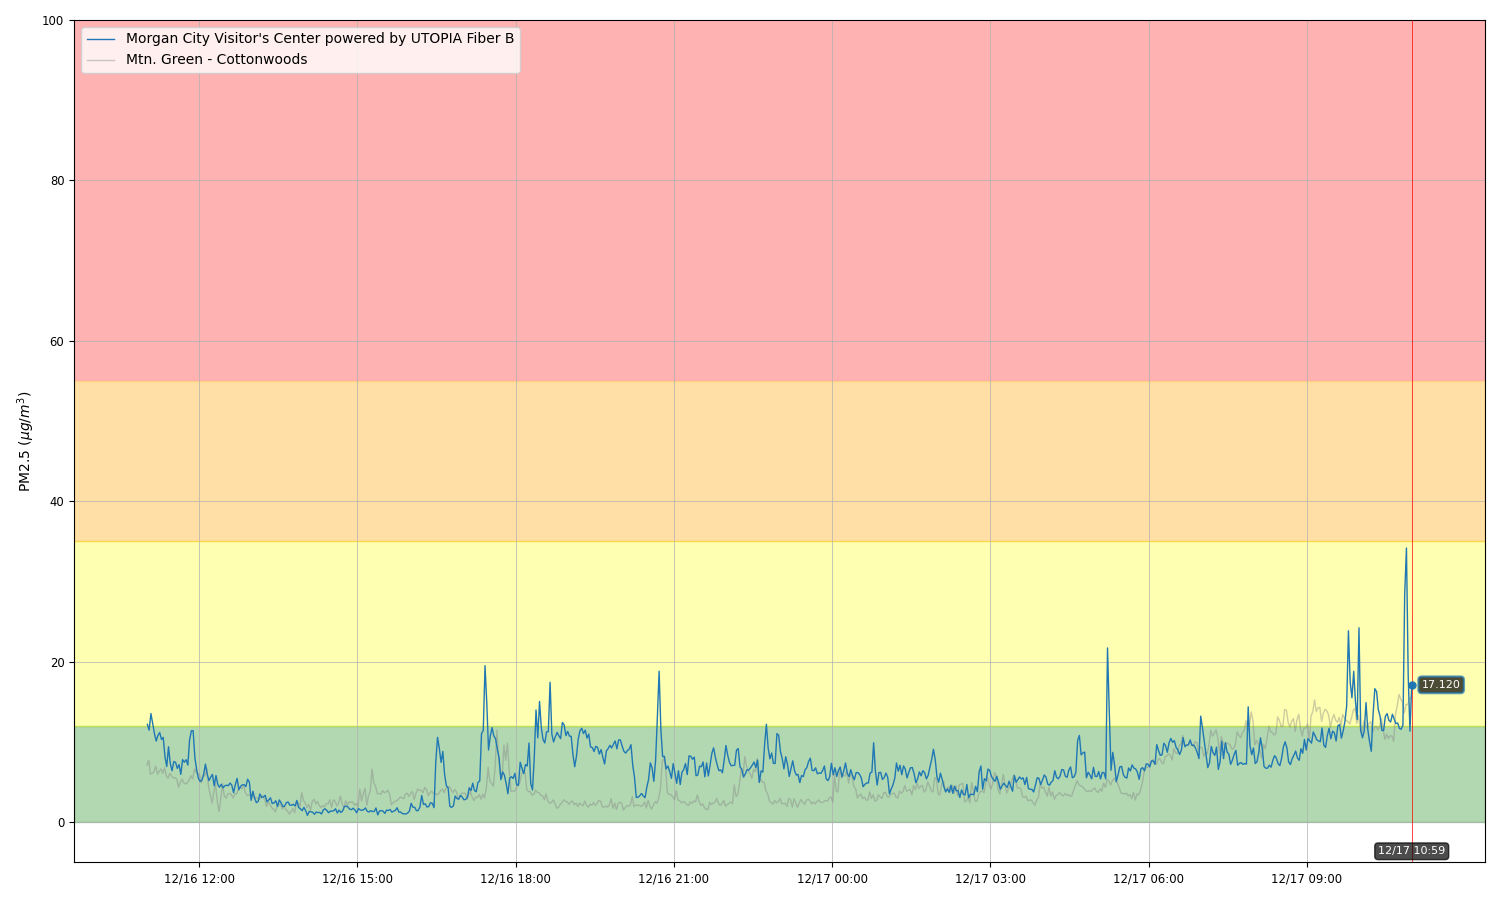 100
80
60
40
20
0
PM2.5 (μg/m³)
Morgan City Visitor's Center powered by UTOPIA Fiber B
Mtn. Green - Cottonwoods
17.120
12/17 10:59
12/16 12:00 12/16 15:00 12/16 18:00 12/16 21:00 12/17 00:00 12/17 03:00 12/17 06:00 12/17 09:00